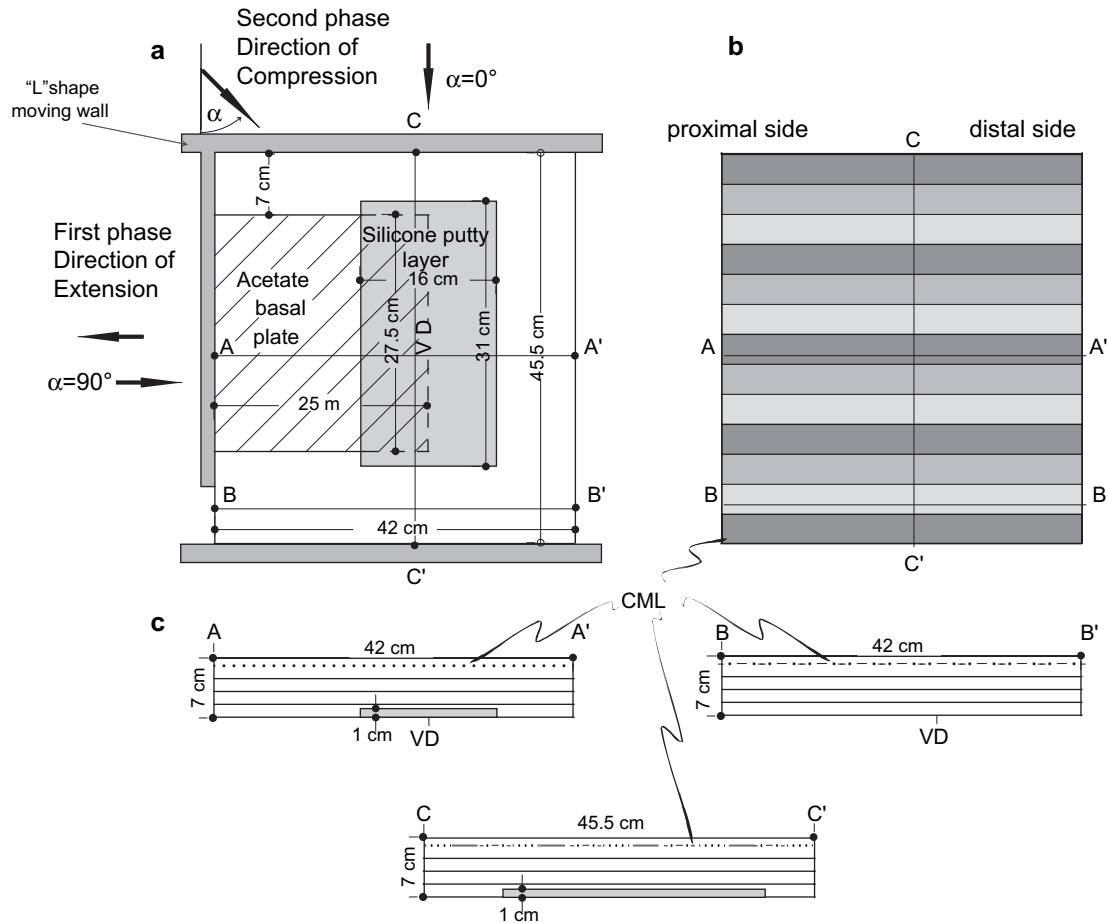 a
Second phase
Direction of
Compression
α=0°
α
"L"shape
moving wall
C
7 cm
First phase
Direction of
Extension
α=90°
Silicone putty
layer
16 cm
Acetate
basal
plate
27.5 cm
V D
31 cm
45.5 cm
A
A'
25 m
B
B'
42 cm
C'
b
proximal side
distal side
C
A
A'
B
B
C'
CML
c
A
A'
42 cm
7 cm
1 cm
VD
B
B'
42 cm
7 cm
VD
C
C'
45.5 cm
7 cm
1 cm